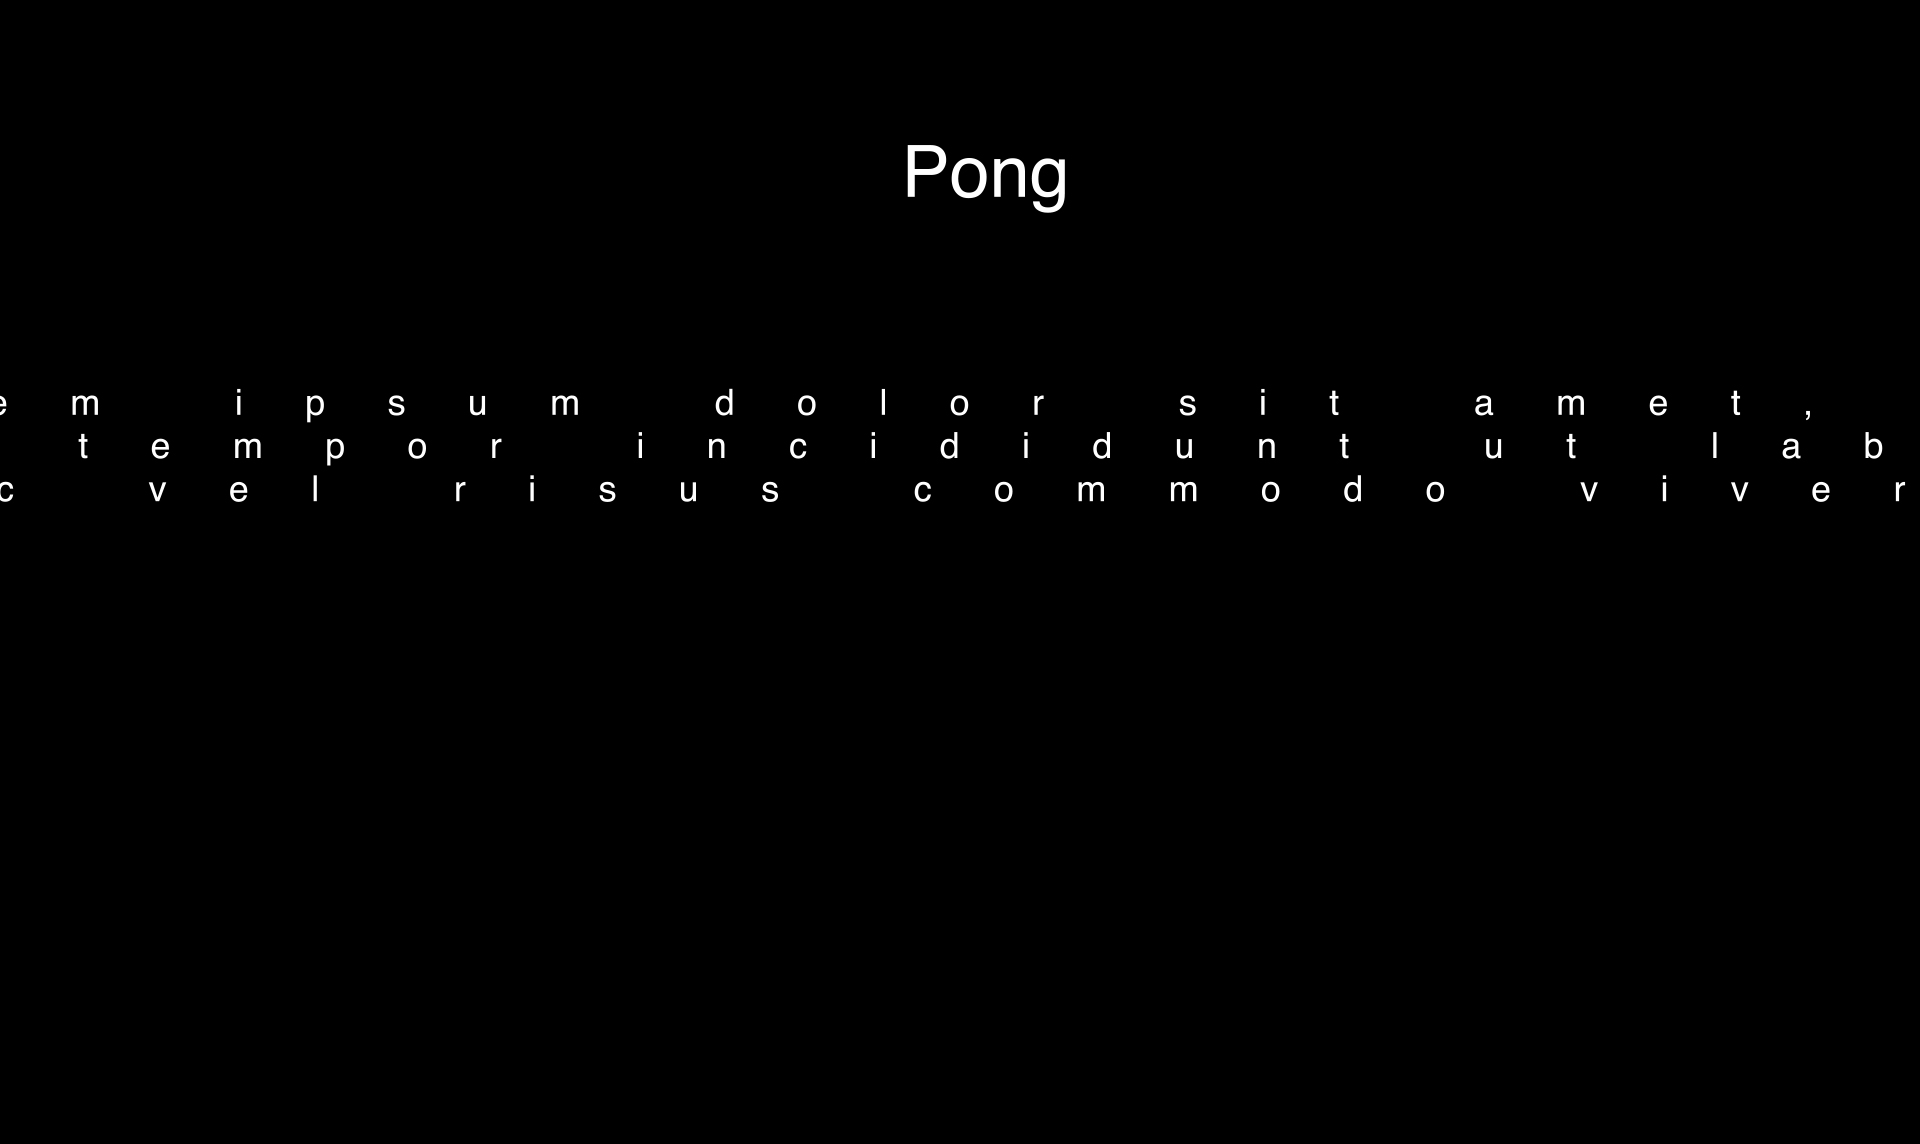 Pong
em ipsum dolor sit amet,
tempor incididunt ut lab
c vel risus commodo viver